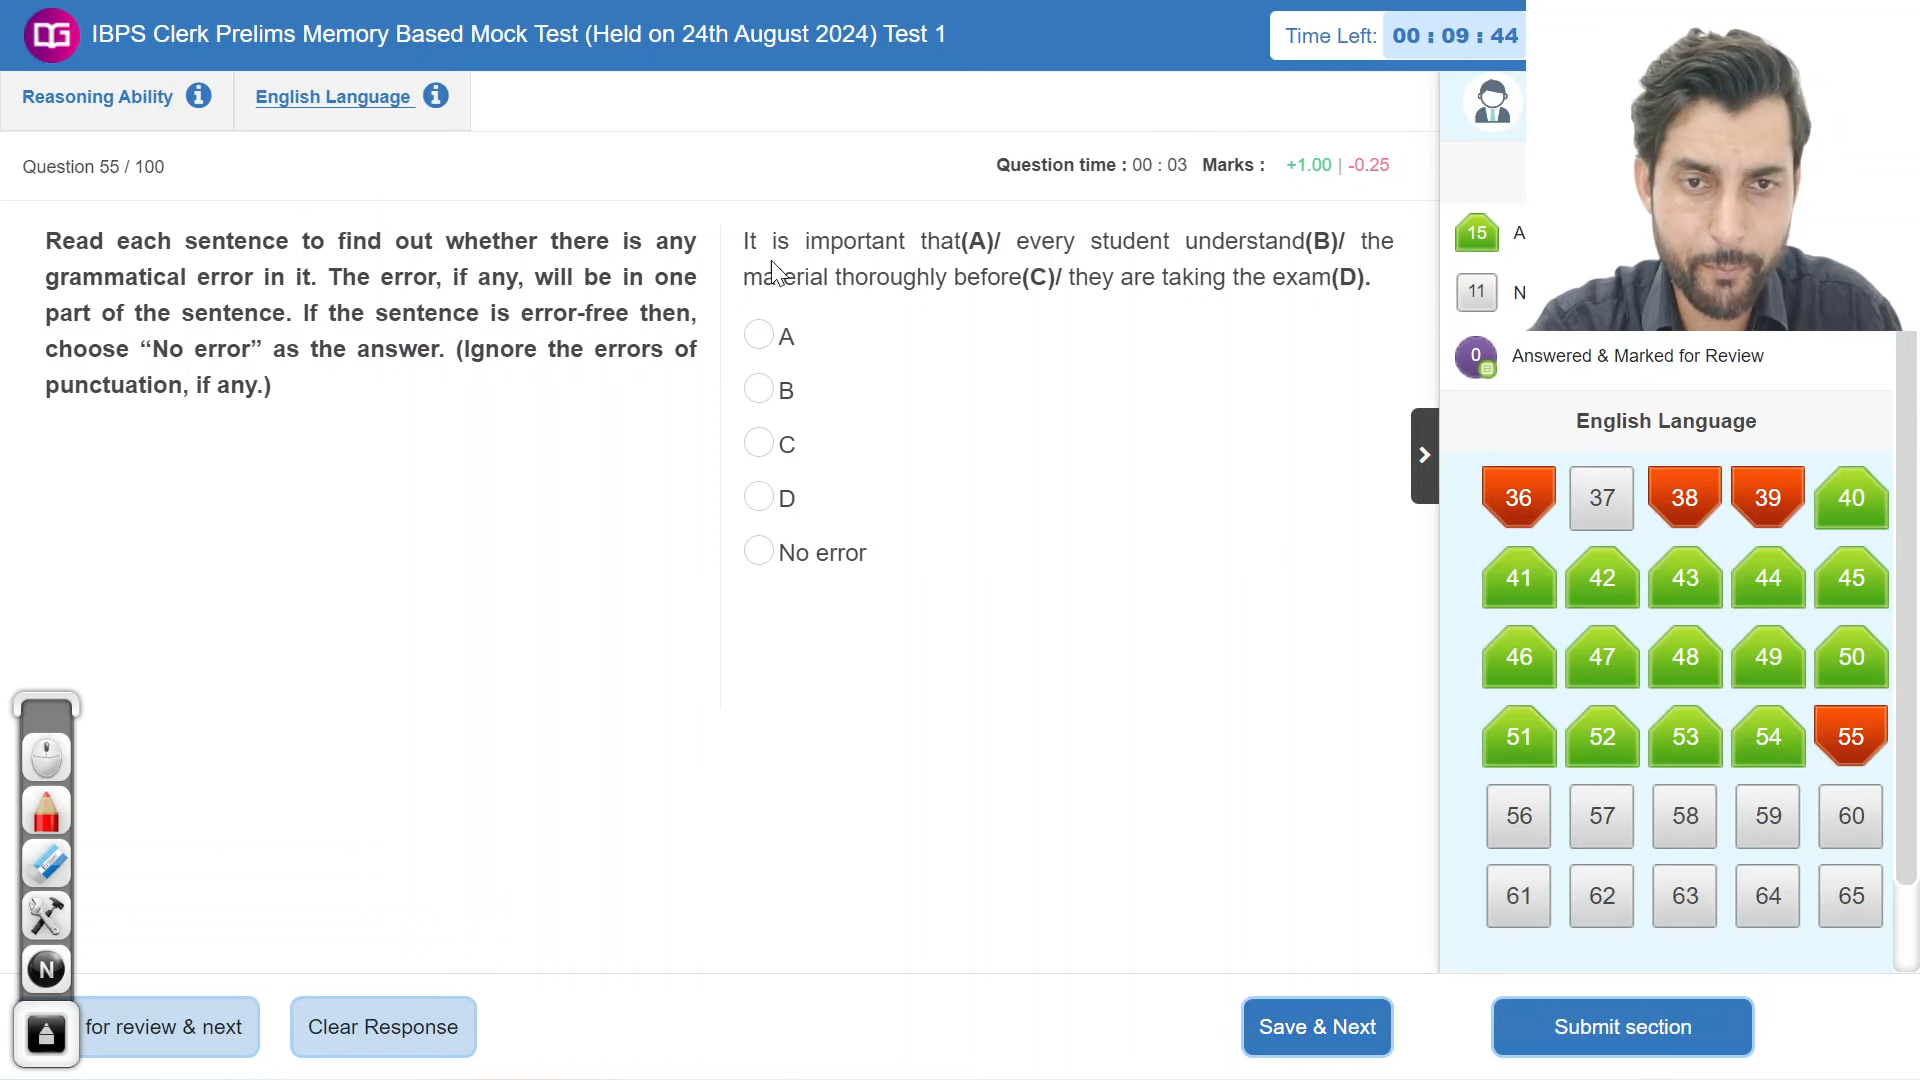 DG
IBPS Clerk Prelims Memory Based Mock Test (Held on 24th August 2024) Test 1
Time Left: 00 : 09 : 44
Reasoning Ability i
English Language i
Question 55 / 100
Question time : 00 : 03 Marks : +1.00 | -0.25
Read each sentence to find out whether there is any
grammatical error in it. The error, if any, will be in one
part of the sentence. If the sentence is error-free then,
choose “No error” as the answer. (Ignore the errors of
punctuation, if any.)
It is important that(A)/ every student understand(B)/ the
material thoroughly before(C)/ they are taking the exam(D).
A
B
C
D
No error
15 A
11 N
0 Answered & Marked for Review
English Language
36 37 38 39 40
41 42 43 44 45
46 47 48 49 50
51 52 53 54 55
56 57 58 59 60
61 62 63 64 65
N
for review & next
Clear Response
Save & Next
Submit section